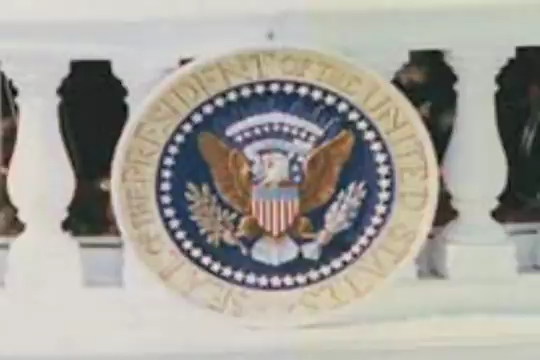 SEAL OF THE PRESIDENT OF THE UNITED STATES